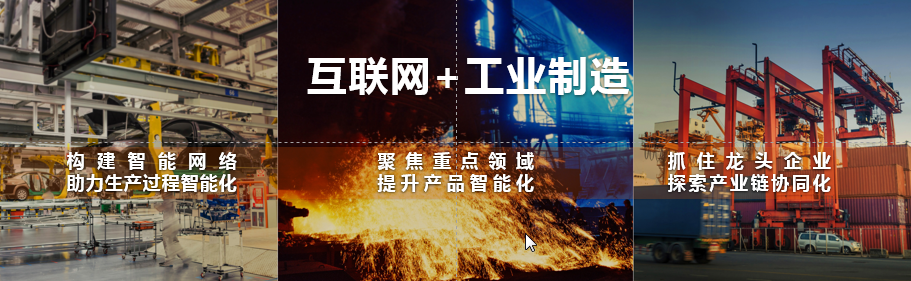 互联网+工业制造
构建智能网络
助力生产过程智能化
聚焦重点领域
提升产品智能化
抓住龙头企业
探索产业链协同化